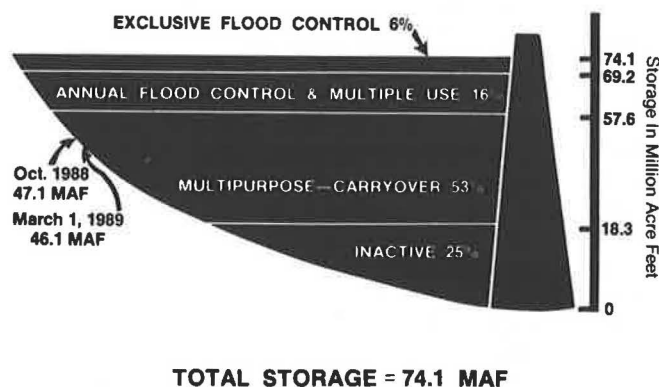 EXCLUSIVE FLOOD CONTROL 6%
ANNUAL FLOOD CONTROL & MULTIPLE USE 16%
Oct. 1988
47.1 MAF
March 1, 1989
46.1 MAF
MULTIPURPOSE—CARRYOVER 53%
INACTIVE 25%
74.1
69.2
57.6
18.3
0
Storage In Million Acre Feet
TOTAL STORAGE = 74.1 MAF